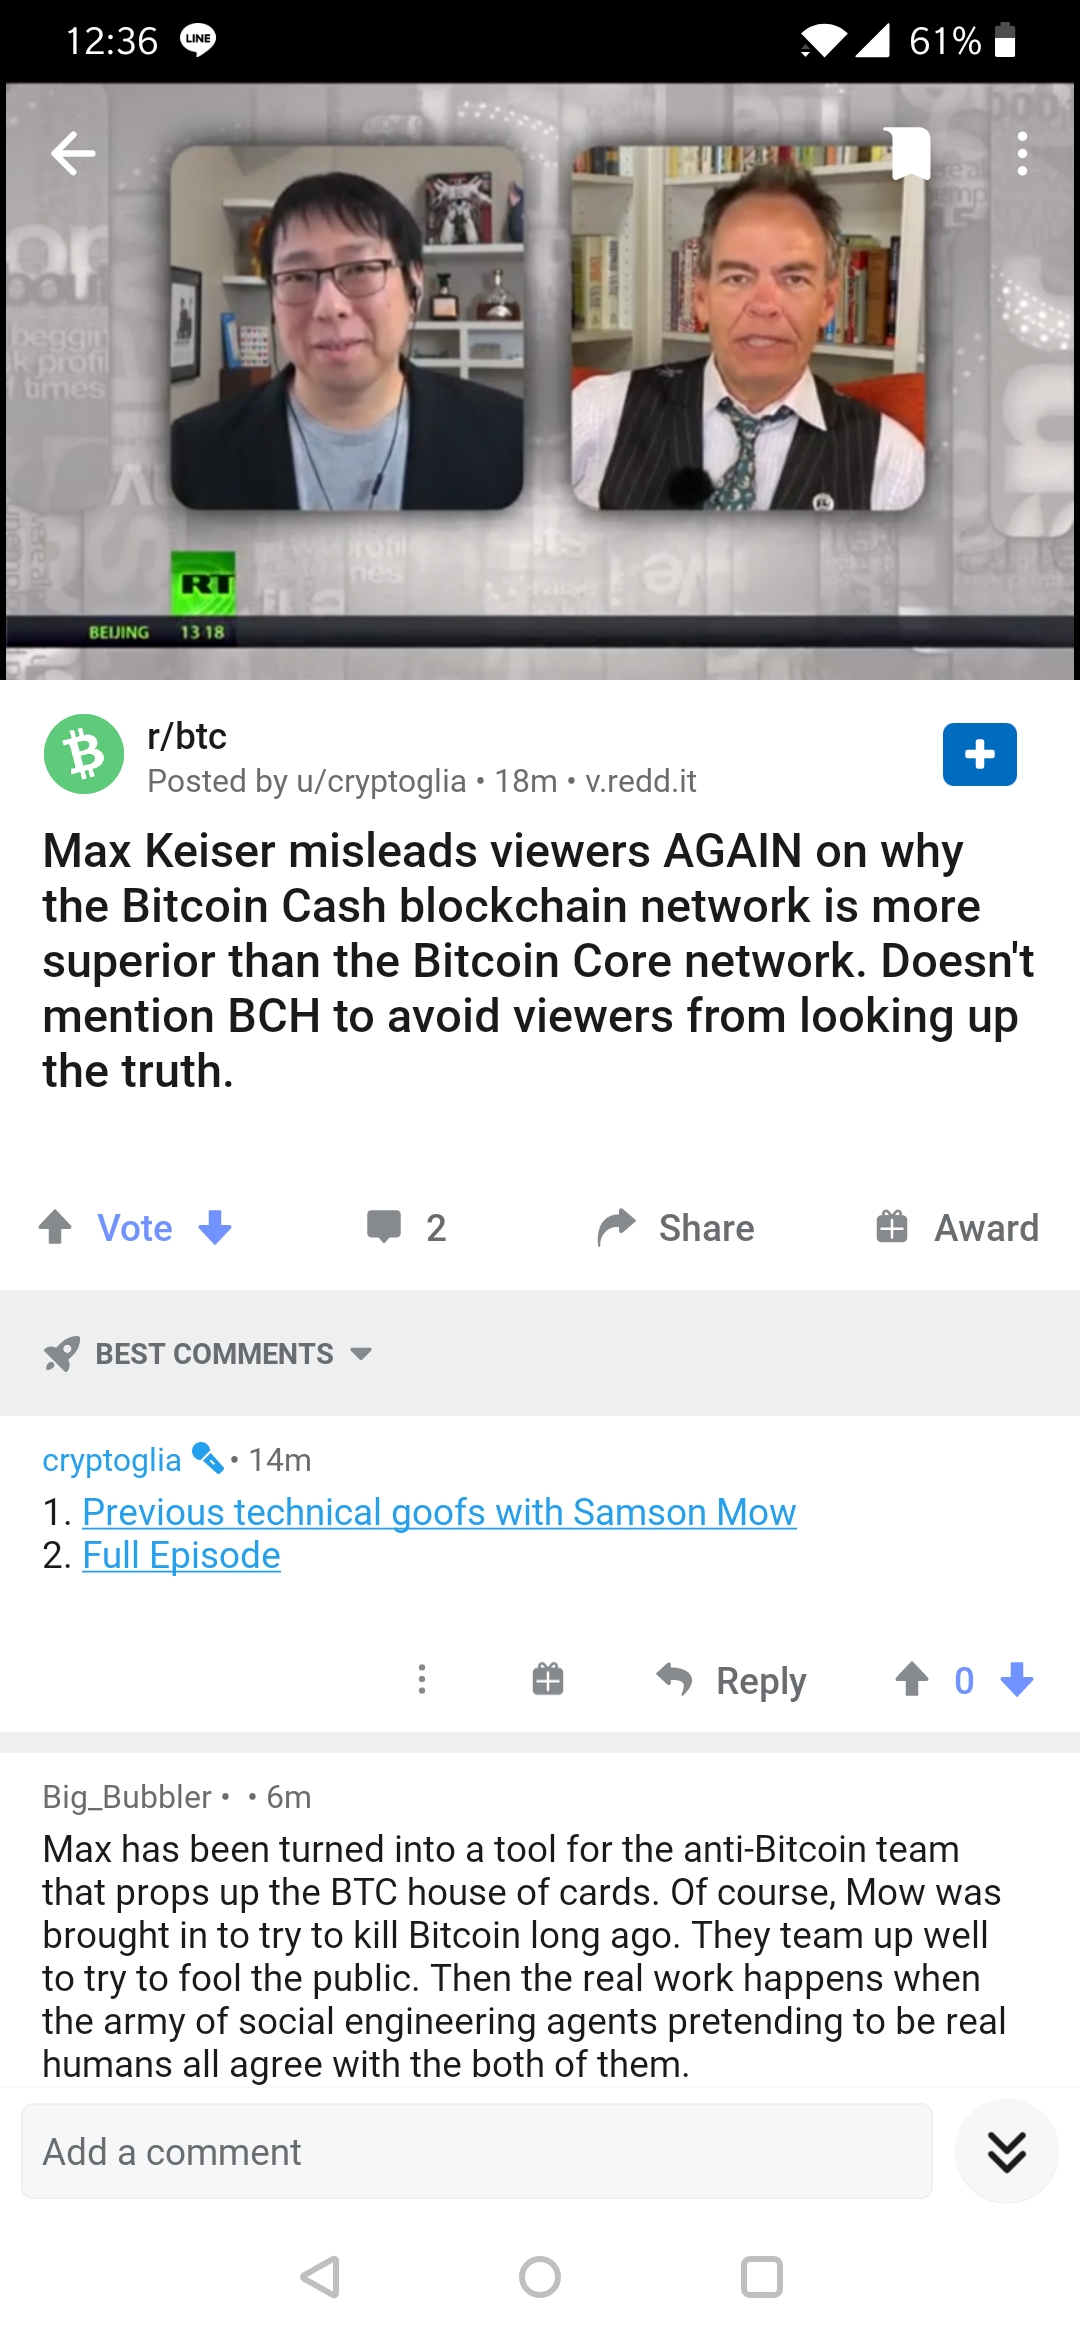 12:36 LINE 61%
RT
BEIJING 13 18
r/btc
Posted by u/cryptoglia • 18m • v.redd.it
Max Keiser misleads viewers AGAIN on why
the Bitcoin Cash blockchain network is more
superior than the Bitcoin Core network. Doesn't
mention BCH to avoid viewers from looking up
the truth.
Vote 2 Share Award
BEST COMMENTS
cryptoglia • 14m
1. Previous technical goofs with Samson Mow
2. Full Episode
Reply 0
Big_Bubbler • • 6m
Max has been turned into a tool for the anti-Bitcoin team
that props up the BTC house of cards. Of course, Mow was
brought in to try to kill Bitcoin long ago. They team up well
to try to fool the public. Then the real work happens when
the army of social engineering agents pretending to be real
humans all agree with the both of them.
Add a comment